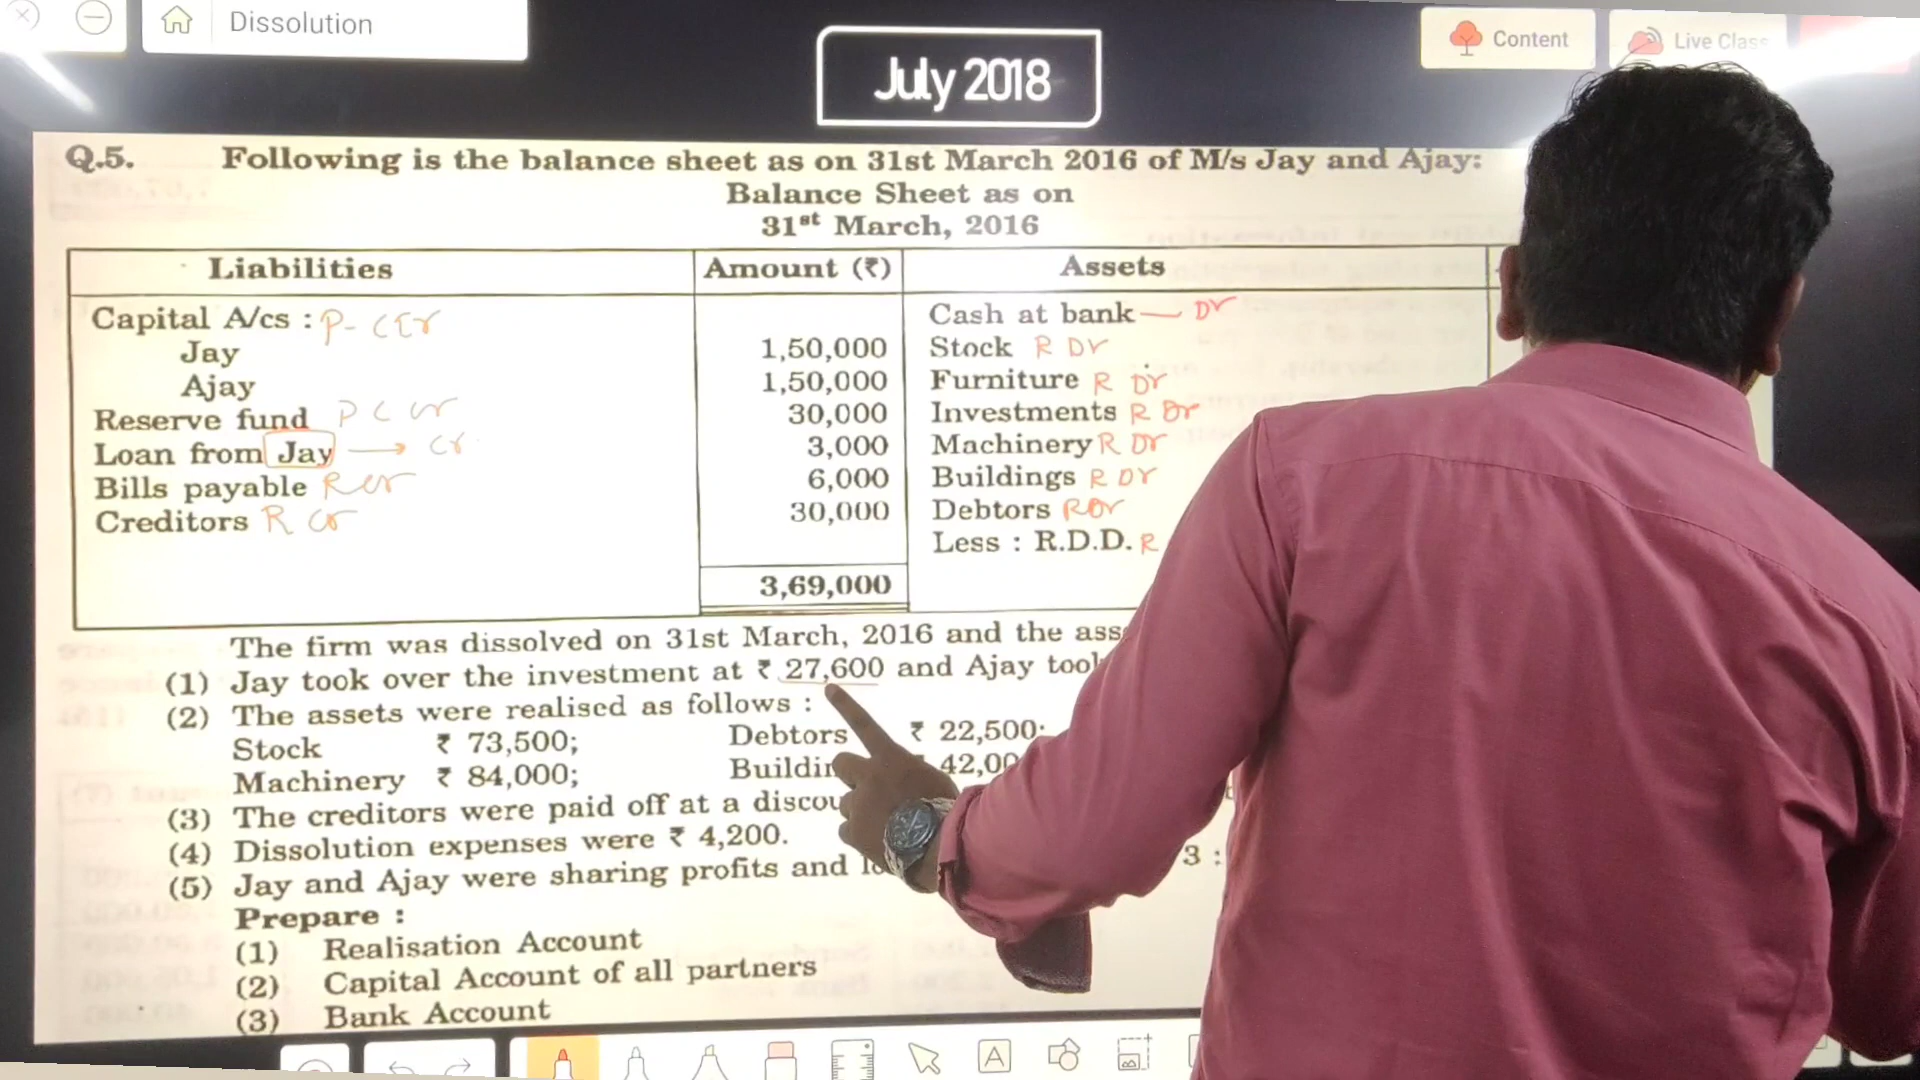 Dissolution
Content
Live Class
July 2018
Q.5. Following is the balance sheet as on 31st March 2016 of M/s Jay and Ajay:
Balance Sheet as on
31st March, 2016
Liabilities Amount (₹) Assets
Capital A/cs : Cash at bank — Dr
Jay 1,50,000 Stock R Dr
Ajay 1,50,000 Furniture R Dr
Reserve fund P C cr 30,000 Investments R Dr
Loan from Jay → cr 3,000 Machinery R Dr
Bills payable R cr 6,000 Buildings R Dr
Creditors R cr 30,000 Debtors R Dr
Less : R.D.D. R
3,69,000
The firm was dissolved on 31st March, 2016 and the
(1) Jay took over the investment at ₹ 27,600 and Ajay
(2) The assets were realised as follows :
Stock ₹ 73,500; Debtors ₹ 22,500;
Machinery ₹ 84,000;
(3) The creditors were paid off at a
(4) Dissolution expenses were ₹ 4,200.
(5) Jay and Ajay were sharing profits and 3 :
Prepare :
(1) Realisation Account
(2) Capital Account of all partners
(3) Bank Account
A